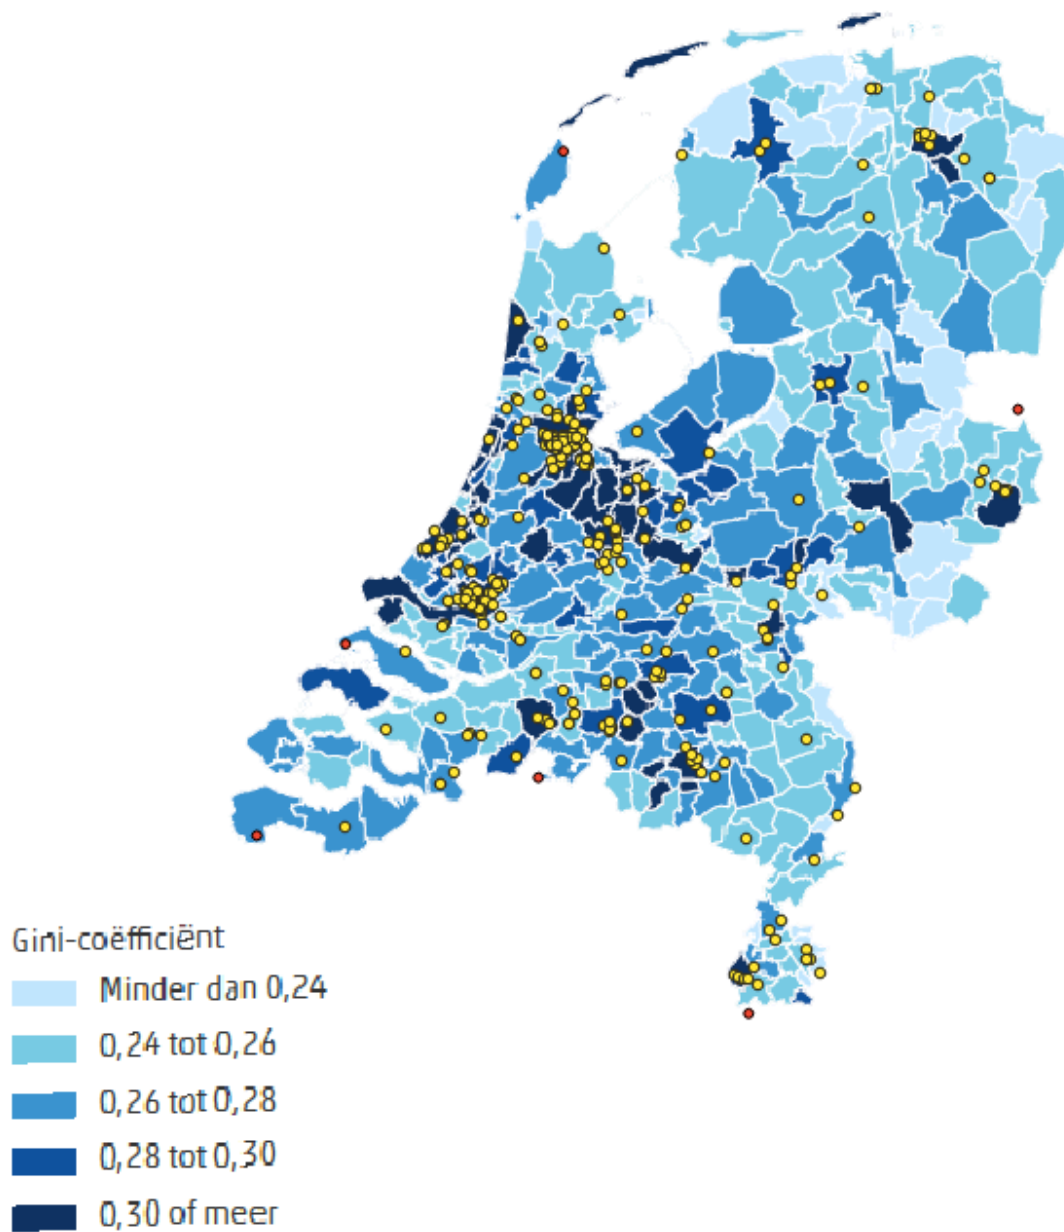 Gini-coëfficiënt
Minder dan 0,24
0,24 tot 0,26
0,26 tot 0,28
0,28 tot 0,30
0,30 of meer